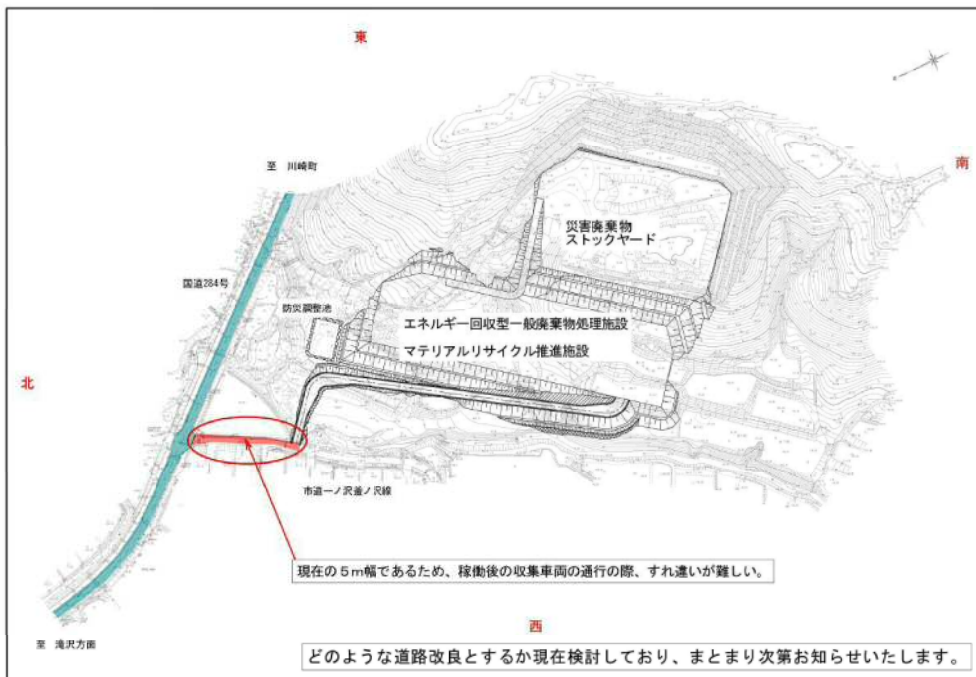 東
南
至 川崎町
災害廃棄物
ストックヤード
国道284号
防災調整池
エネルギー回収型一般廃棄物処理施設
マテリアルリサイクル推進施設
北
市道一ノ沢釜ノ沢線
現在の5m幅であるため、稼働後の収集車両の通行の際、すれ違いが難しい。
西
至 滝沢方面
どのような道路改良とするか現在検討しており、まとまり次第お知らせいたします。